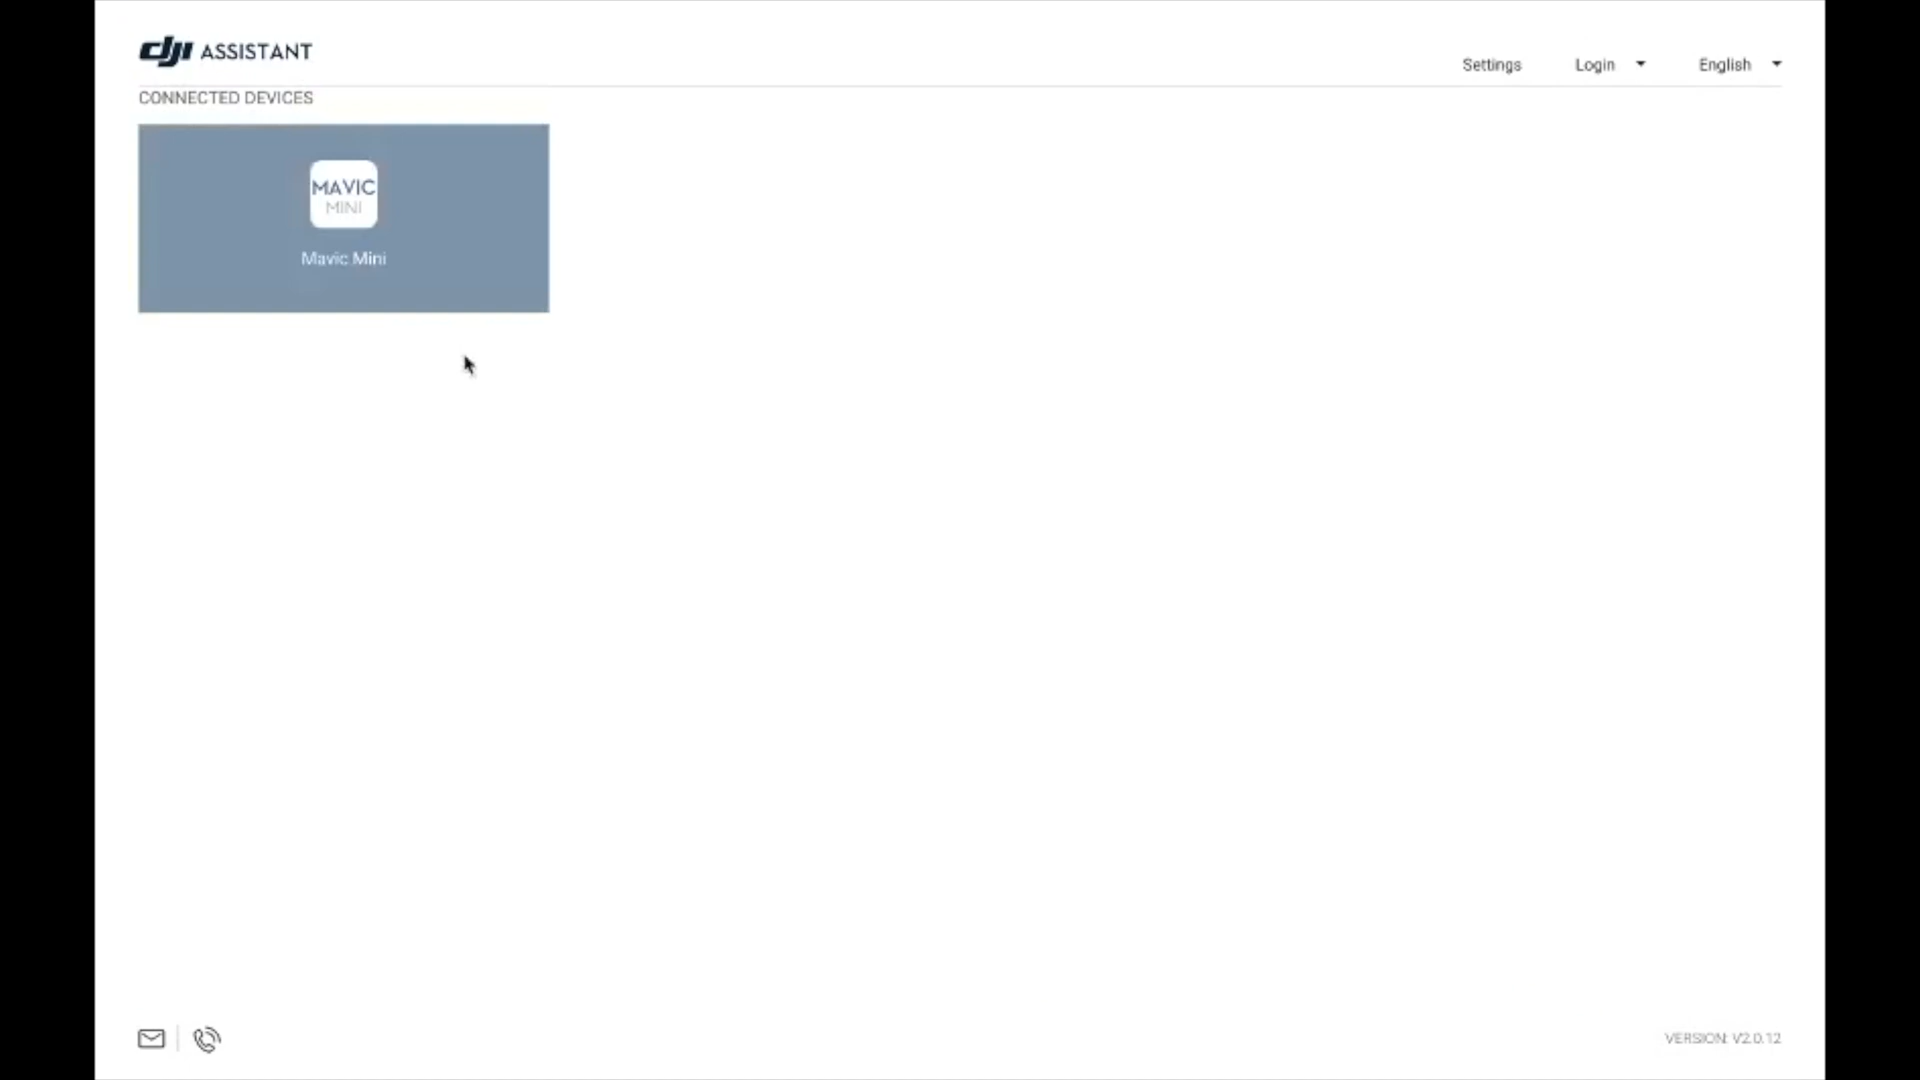 dji ASSISTANT
Settings Login English
CONNECTED DEVICES
MAVIC
MINI
Mavic Mini
VERSION: V2.0.12